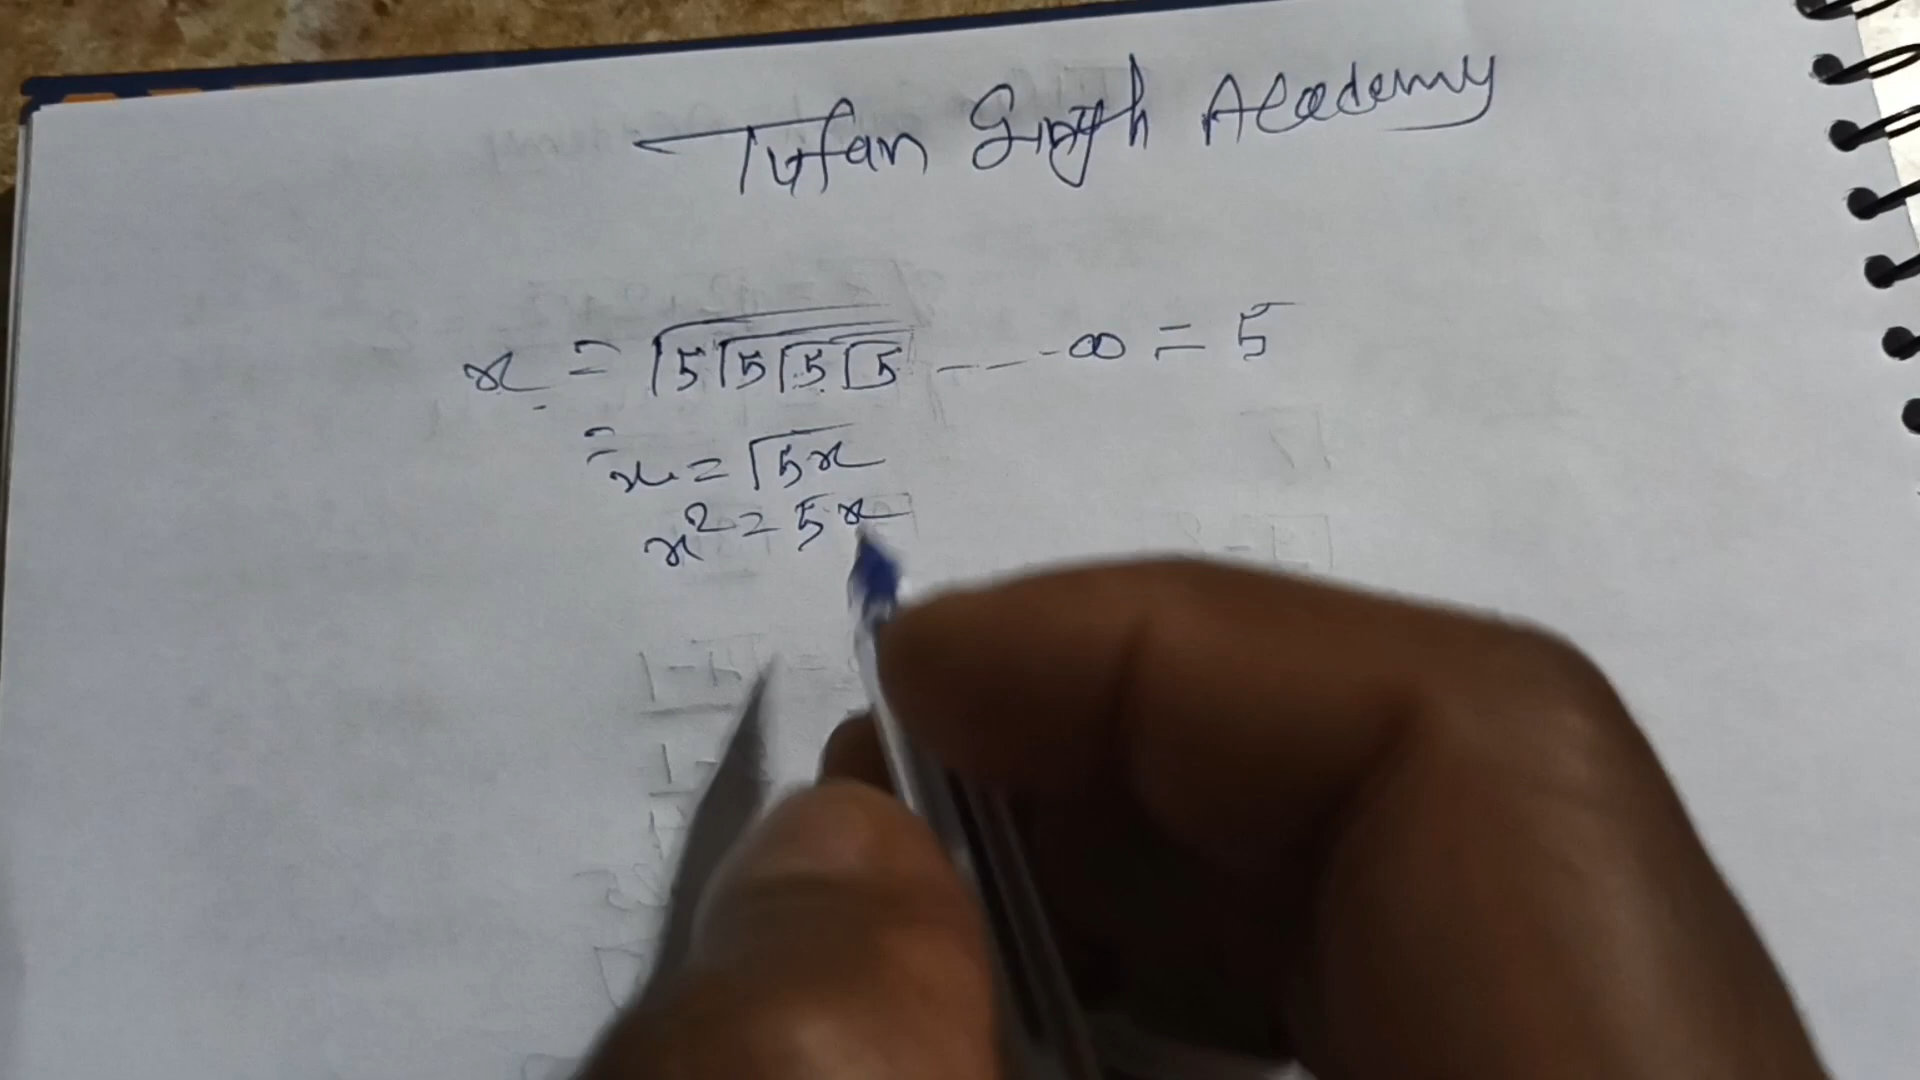 Tufan Singh Academy
x = √5√5√5√5 - - - - ∞ = 5
= x = √5x
x² = 5x